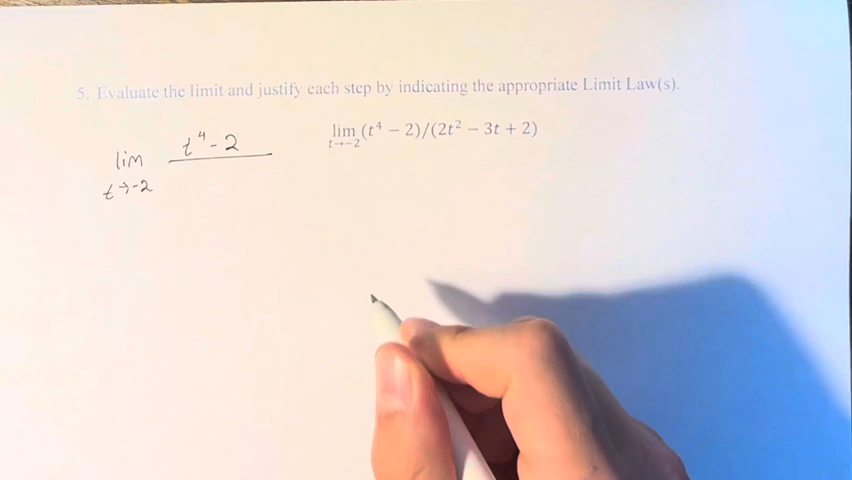 5. Evaluate the limit and justify each step by indicating the appropriate Limit Law(s).
lim (t⁴ − 2)/(2t² − 3t + 2)
t→−2
lim t⁴ - 2
t→-2